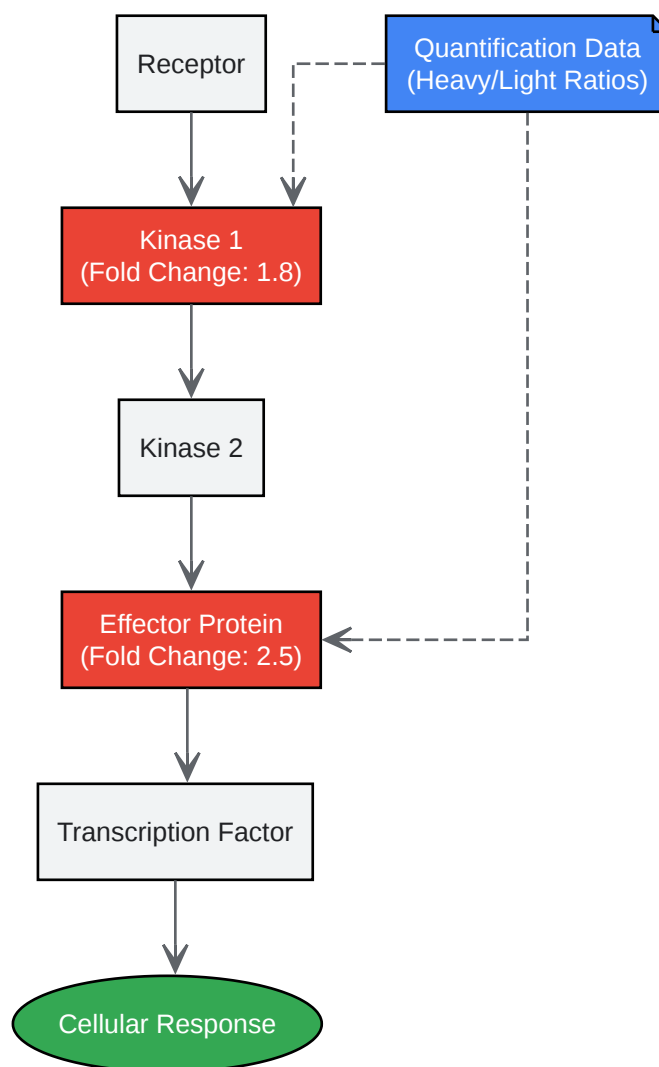 Receptor
Quantification Data
(Heavy/Light Ratios)
Kinase 1
(Fold Change: 1.8)
Kinase 2
Effector Protein
(Fold Change: 2.5)
Transcription Factor
Cellular Response